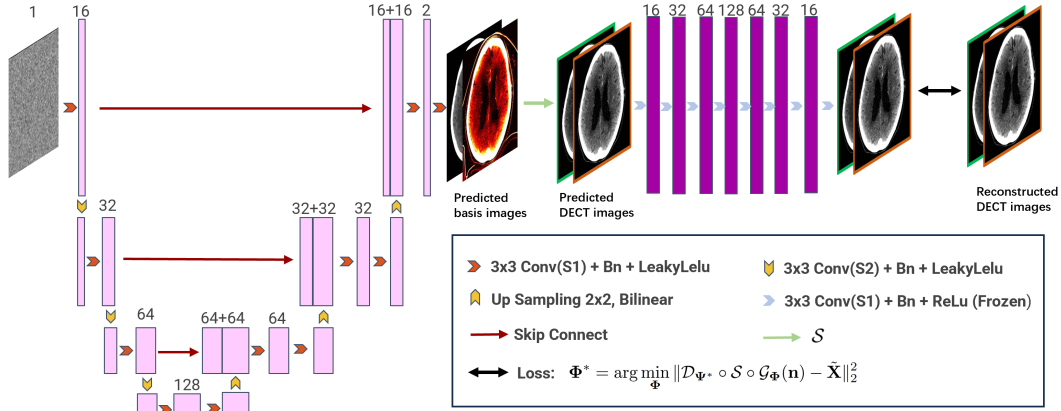 1
16
16+16
2
16
32
64
128
64
32
16
Predicted
basis images
Predicted
DECT images
Reconstructed
DECT images
32
32+32
32
64
64+64
64
128
3x3 Conv(S1) + Bn + LeakyLelu
3x3 Conv(S2) + Bn + LeakyLelu
Up Sampling 2x2, Bilinear
3x3 Conv(S1) + Bn + ReLu (Frozen)
Skip Connect
𝒮
Loss: Φ* = arg min_Φ ‖𝒟_Ψ* ∘ 𝒮 ∘ 𝒢_Φ(n) − X̃‖₂²